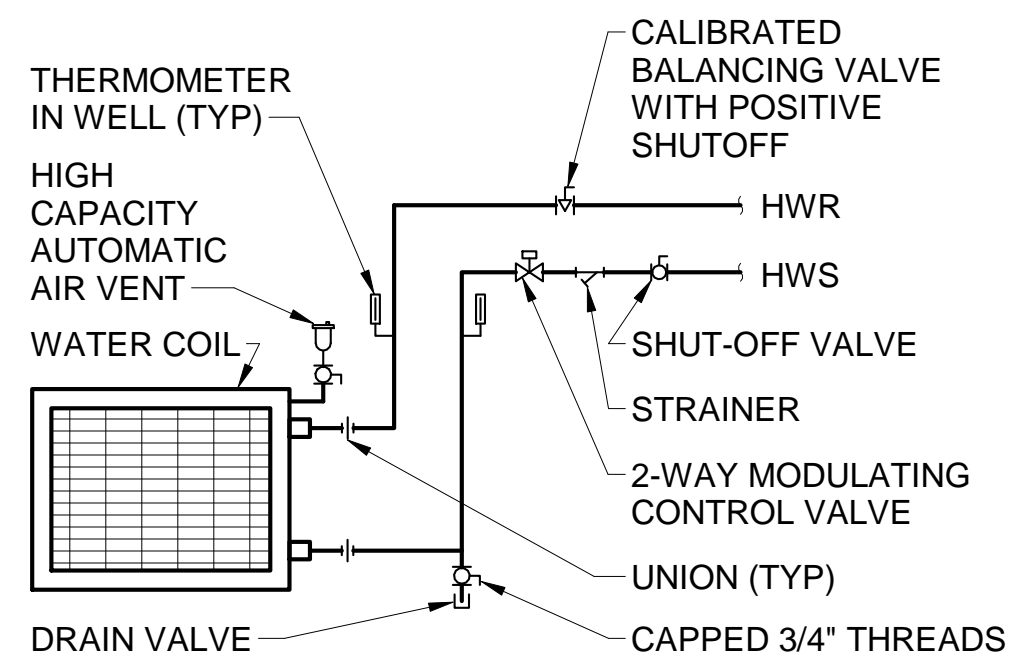 THERMOMETER
IN WELL (TYP)
HIGH
CAPACITY
AUTOMATIC
AIR VENT
WATER COIL
DRAIN VALVE
CALIBRATED
BALANCING VALVE
WITH POSITIVE
SHUTOFF
HWR
HWS
SHUT-OFF VALVE
STRAINER
2-WAY MODULATING
CONTROL VALVE
UNION (TYP)
CAPPED 3/4" THREADS